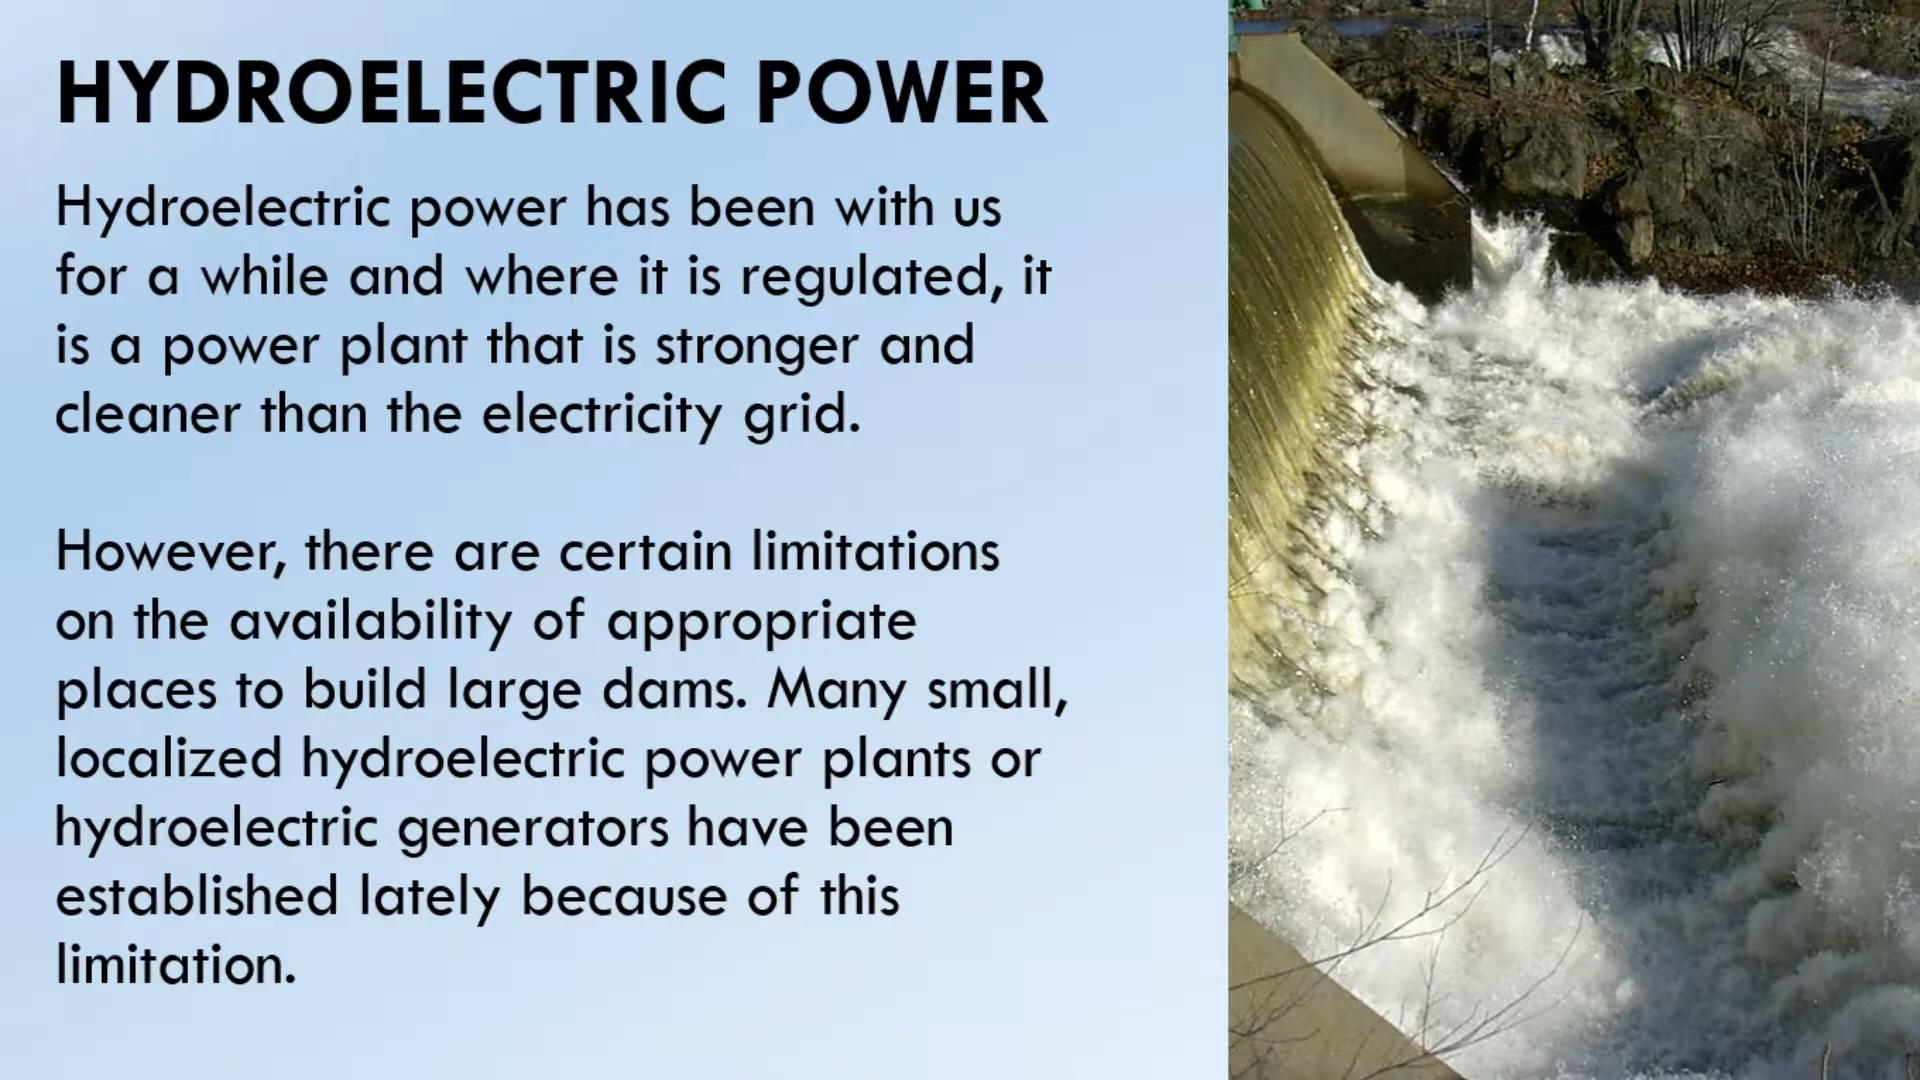 HYDROELECTRIC POWER
Hydroelectric power has been with us
for a while and where it is regulated, it
is a power plant that is stronger and
cleaner than the electricity grid.
However, there are certain limitations
on the availability of appropriate
places to build large dams. Many small,
localized hydroelectric power plants or
hydroelectric generators have been
established lately because of this
limitation.